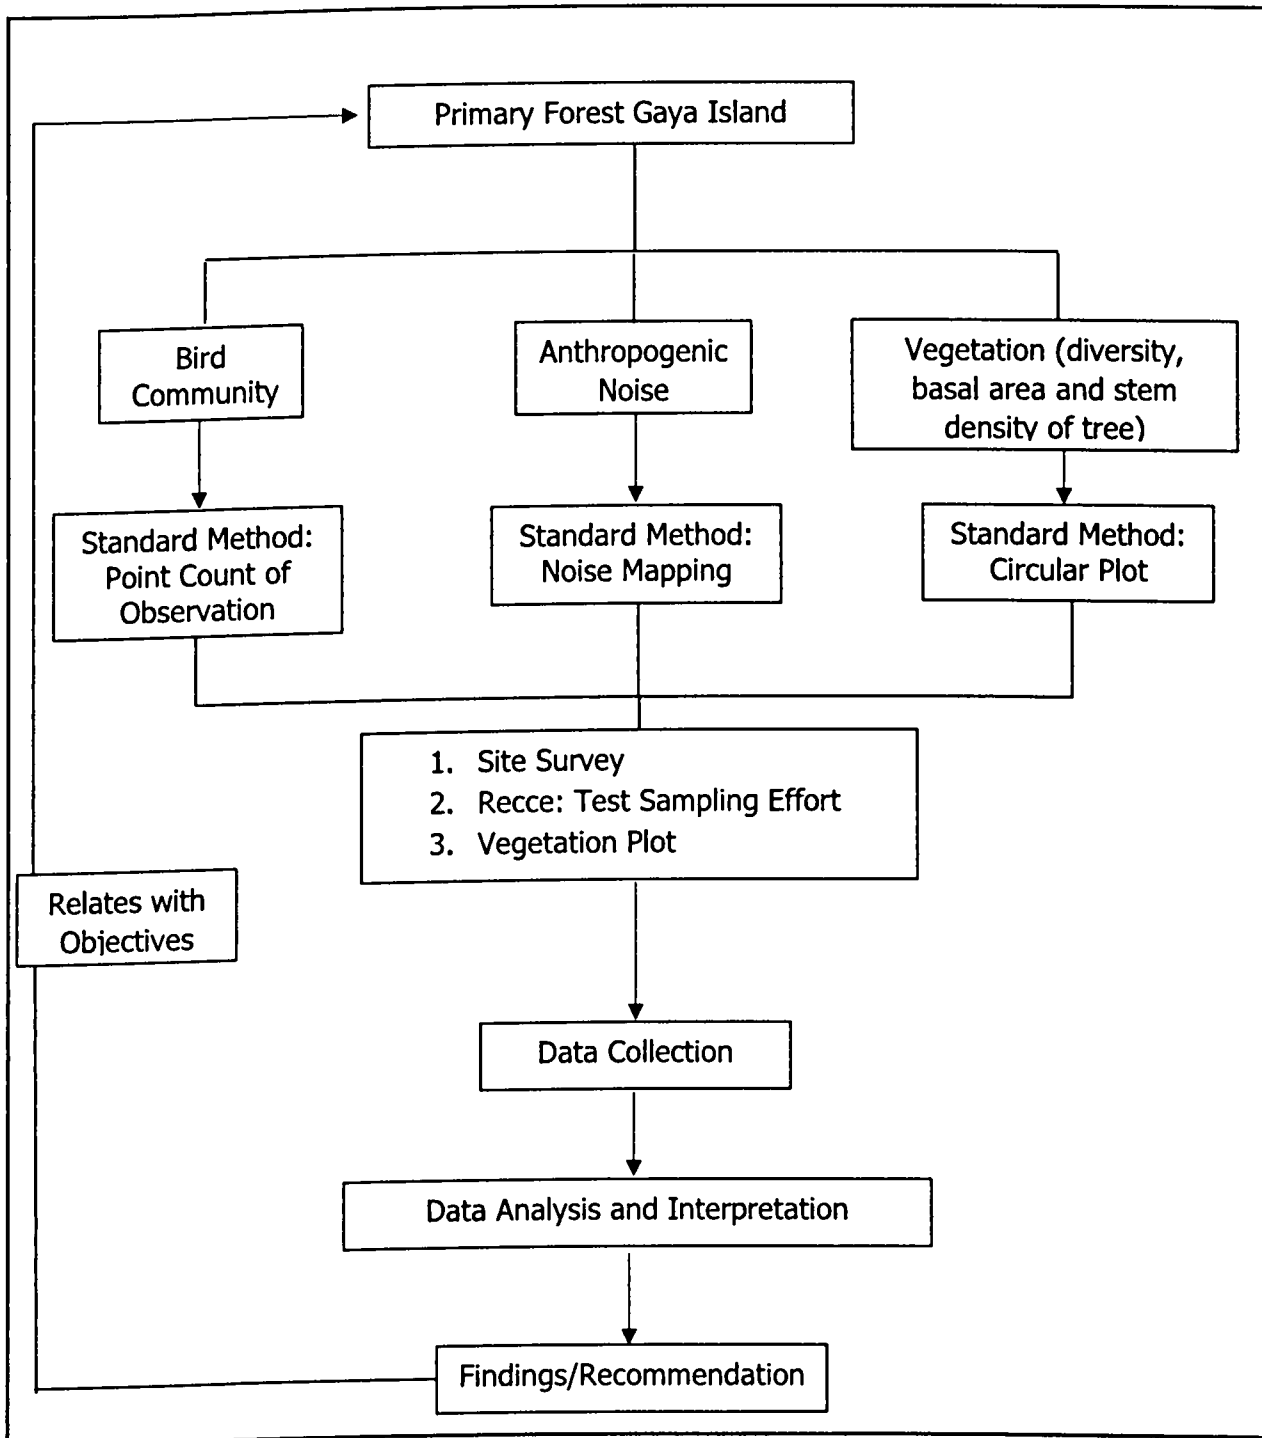 Primary Forest Gaya Island
Bird
Community
Anthropogenic
Noise
Vegetation (diversity,
basal area and stem
density of tree)
Standard Method:
Point Count of
Observation
Standard Method:
Noise Mapping
Standard Method:
Circular Plot
1. Site Survey
2. Recce: Test Sampling Effort
3. Vegetation Plot
Relates with
Objectives
Data Collection
Data Analysis and Interpretation
Findings/Recommendation